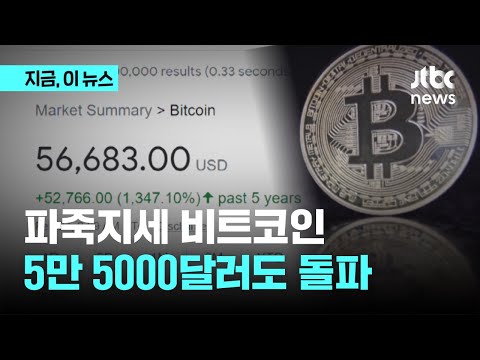 지금, 이 뉴스
jtbc
news
000 results (0.33 seconds
Market Summary > Bitcoin
56,683.00 USD
+52,766.00 (1,347.10%)↑ past 5 years
파죽지세 비트코인
5만 5000달러도 돌파